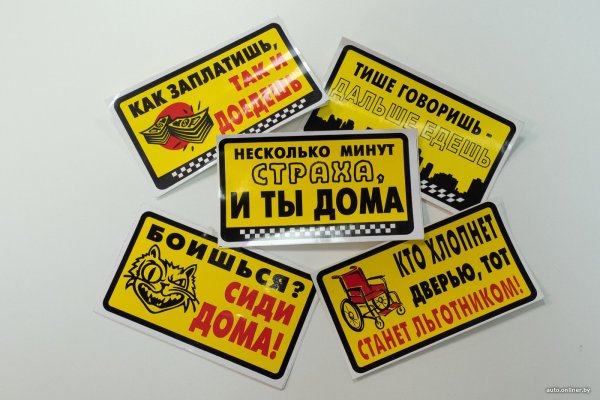 КАК ЗАПЛАТИШЬ,
ТАК И
ДОЕДЕШЬ
ТИШЕ ГОВОРИШЬ -
ДАЛЬШЕ ЕДЕШЬ
НЕСКОЛЬКО МИНУТ
СТРАХА,
И ТЫ ДОМА
БОИШЬСЯ?
СИДИ
ДОМА!
КТО ХЛОПНЕТ
ДВЕРЬЮ, ТОТ
СТАНЕТ ЛЬГОТНИКОМ!
auto.onliner.by